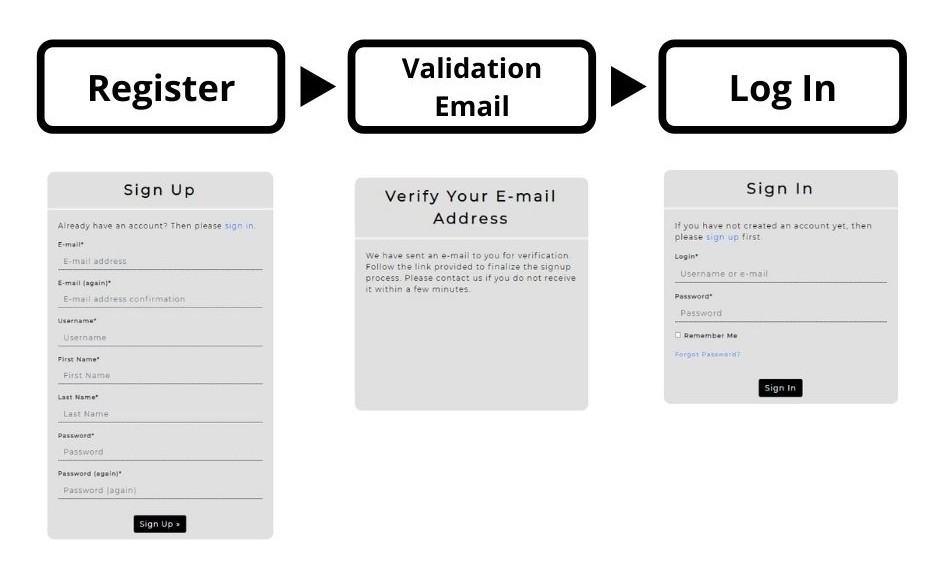 Register
Validation
Email
Log In
Sign Up
Already have an account? Then please sign in.
E-mail*
E-mail address
E-mail (again)*
E-mail address confirmation
Username*
Username
First Name*
First Name
Last Name*
Last Name
Password*
Password
Password (again)*
Password (again)
Sign Up »
Verify Your E-mail
Address
We have sent an e-mail to you for verification.
Follow the link provided to finalize the signup
process. Please contact us if you do not receive
it within a few minutes.
Sign In
If you have not created an account yet, then
please sign up first.
Login*
Username or e-mail
Password*
Password
Remember Me
Forgot Password?
Sign In